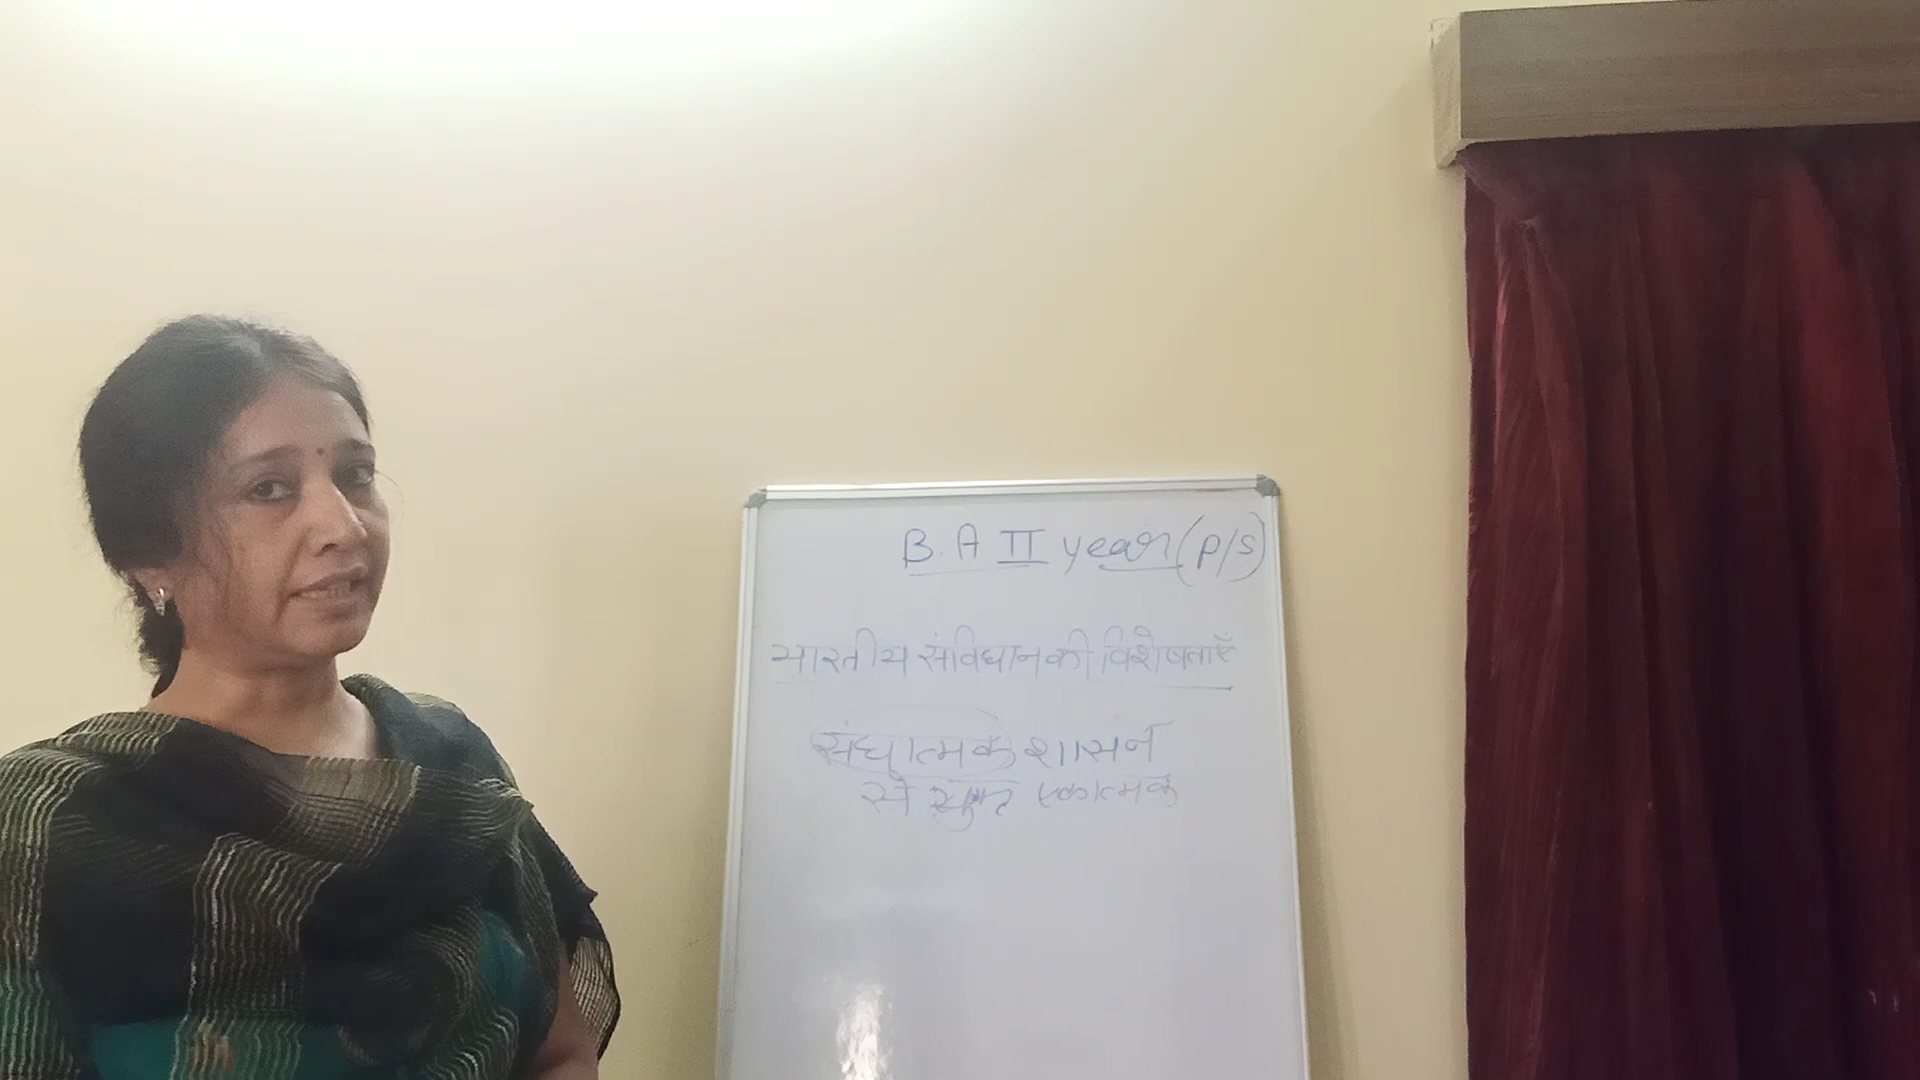 B.A II year (P/S)
भारतीय संविधान की विशेषताएँ
संघात्मक शासन
से युक्त एकात्मक